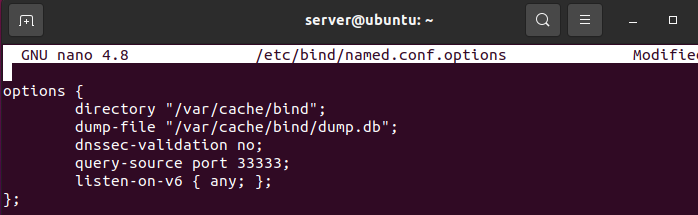 server@ubuntu: ~
GNU nano 4.8 /etc/bind/named.conf.options Modified
options {
directory "/var/cache/bind";
dump-file "/var/cache/bind/dump.db";
dnssec-validation no;
query-source port 33333;
listen-on-v6 { any; };
};